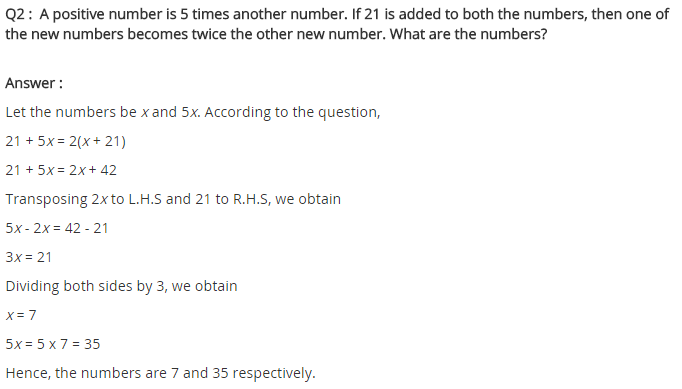 Q2 : A positive number is 5 times another number. If 21 is added to both the numbers, then one of
the new numbers becomes twice the other new number. What are the numbers?
Answer :
Let the numbers be x and 5x. According to the question,
21 + 5x = 2(x + 21)
21 + 5x = 2x + 42
Transposing 2x to L.H.S and 21 to R.H.S, we obtain
5x - 2x = 42 - 21
3x = 21
Dividing both sides by 3, we obtain
x = 7
5x = 5 x 7 = 35
Hence, the numbers are 7 and 35 respectively.